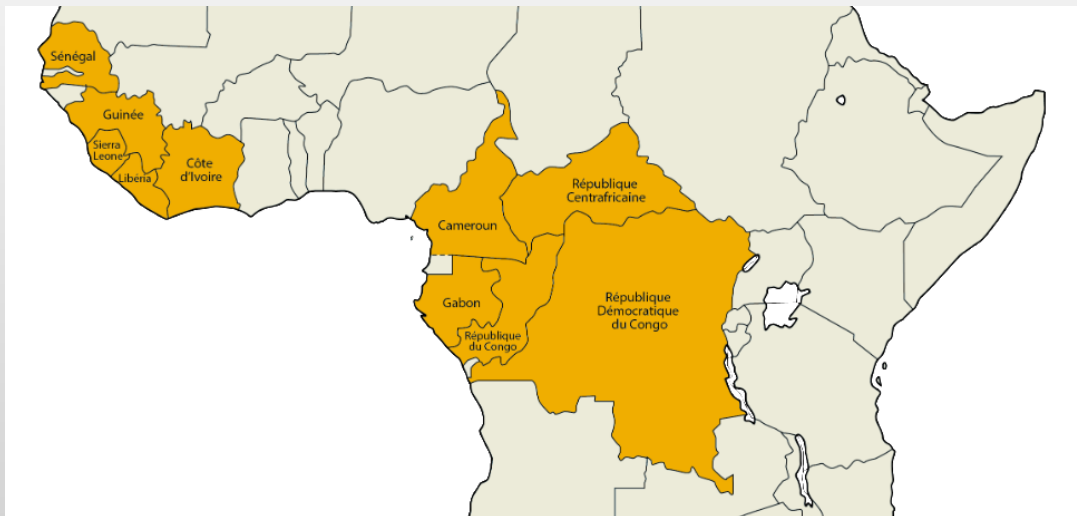 Sénégal
Guinée
Sierra
Leone
Libéria
Côte
d'Ivoire
République
Centrafricaine
Cameroun
Gabon
République
du Congo
République
Démocratique
du Congo